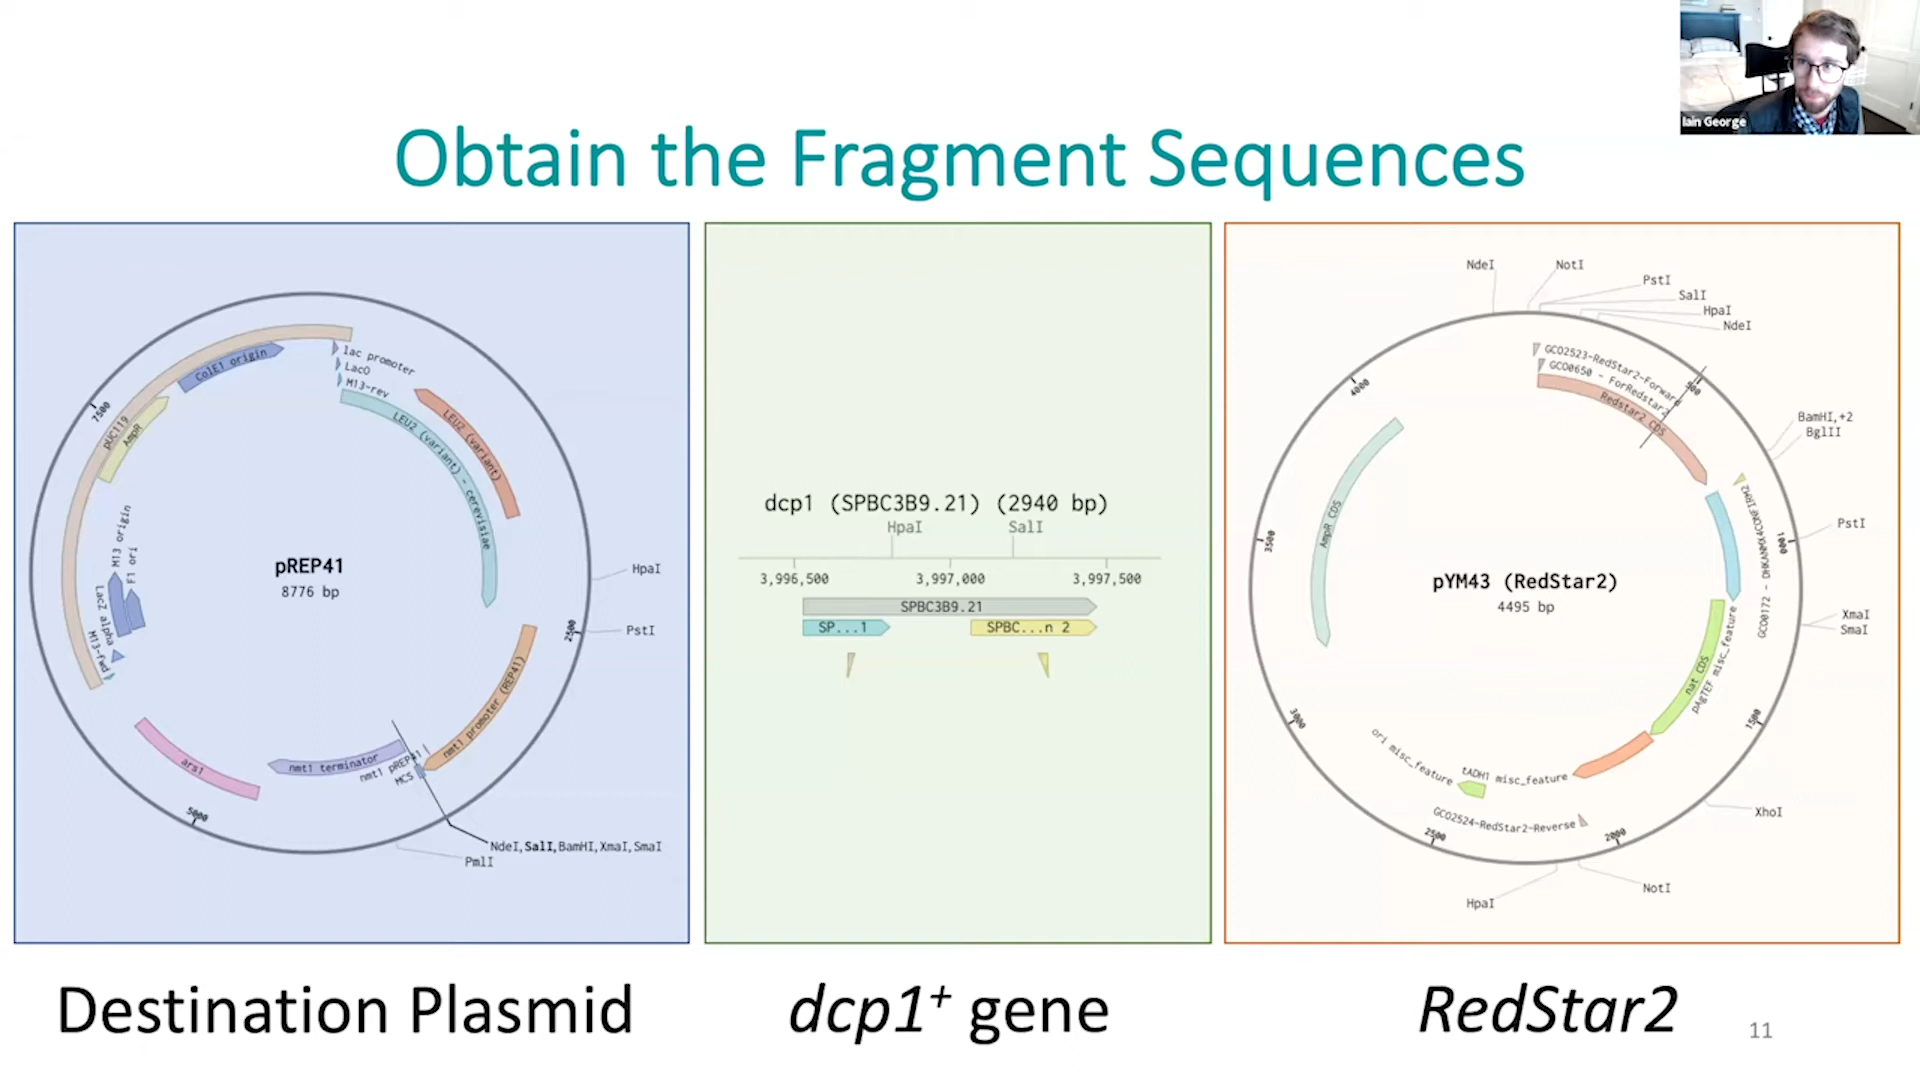 Iain George
Obtain the Fragment Sequences
7500
pUC119
AmpR
ColE1 origin
lac promoter
LacO
M13-rev
LEU2 (variant) - cerevisiae
LEU2 (variant)
M13 origin
F1 ori
LacZ alpha
M13-fwd
pREP41
8776 bp
HpaI
2500
PstI
nmt1 promoter (REP41)
nmt1 pREP41
MCS
nmt1 terminator
ars1
5000
NdeI, SalI, BamHI, XmaI, SmaI
PmlI
dcp1 (SPBC3B9.21) (2940 bp)
HpaI
SalI
3,996,500
3,997,000
3,997,500
SPBC3B9.21
SP...1
SPBC...n 2
NdeI
NotI
PstI
SalI
HpaI
NdeI
GCO2523-RedStar2-Forward
GCO0650 - ForRedstar2
Redstar2 CDS
500
4000
BamHI,+2
BglII
AmpR CDS
3500
PstI
1000
pYM43 (RedStar2)
4495 bp
XmaI
SmaI
nat CDS
pAgTEF misc_feature
1500
3000
ori misc_feature
tADH1 misc_feature
XhoI
GCO2524-RedStar2-Reverse
2500
2000
NotI
HpaI
Destination Plasmid
dcp1⁺ gene
RedStar2
11